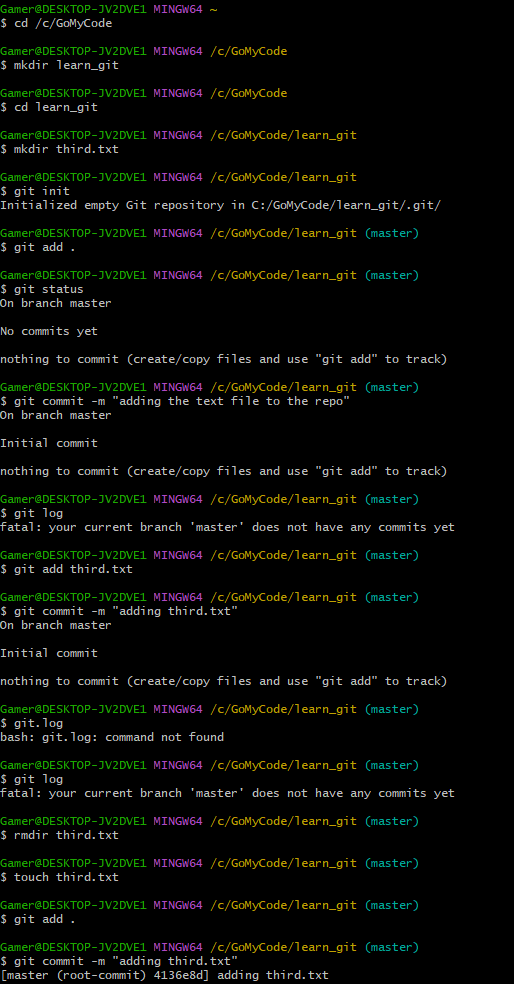 Gamer@DESKTOP-JV2DVE1 MINGW64 ~
$ cd /c/GoMyCode
Gamer@DESKTOP-JV2DVE1 MINGW64 /c/GoMyCode
$ mkdir learn_git
Gamer@DESKTOP-JV2DVE1 MINGW64 /c/GoMyCode
$ cd learn_git
Gamer@DESKTOP-JV2DVE1 MINGW64 /c/GoMyCode/learn_git
$ mkdir third.txt
Gamer@DESKTOP-JV2DVE1 MINGW64 /c/GoMyCode/learn_git
$ git init
Initialized empty Git repository in C:/GoMyCode/learn_git/.git/
Gamer@DESKTOP-JV2DVE1 MINGW64 /c/GoMyCode/learn_git (master)
$ git add .
Gamer@DESKTOP-JV2DVE1 MINGW64 /c/GoMyCode/learn_git (master)
$ git status
On branch master
No commits yet
nothing to commit (create/copy files and use "git add" to track)
Gamer@DESKTOP-JV2DVE1 MINGW64 /c/GoMyCode/learn_git (master)
$ git commit -m "adding the text file to the repo"
On branch master
Initial commit
nothing to commit (create/copy files and use "git add" to track)
Gamer@DESKTOP-JV2DVE1 MINGW64 /c/GoMyCode/learn_git (master)
$ git log
fatal: your current branch 'master' does not have any commits yet
Gamer@DESKTOP-JV2DVE1 MINGW64 /c/GoMyCode/learn_git (master)
$ git add third.txt
Gamer@DESKTOP-JV2DVE1 MINGW64 /c/GoMyCode/learn_git (master)
$ git commit -m "adding third.txt"
On branch master
Initial commit
nothing to commit (create/copy files and use "git add" to track)
Gamer@DESKTOP-JV2DVE1 MINGW64 /c/GoMyCode/learn_git (master)
$ git.log
bash: git.log: command not found
Gamer@DESKTOP-JV2DVE1 MINGW64 /c/GoMyCode/learn_git (master)
$ git log
fatal: your current branch 'master' does not have any commits yet
Gamer@DESKTOP-JV2DVE1 MINGW64 /c/GoMyCode/learn_git (master)
$ rmdir third.txt
Gamer@DESKTOP-JV2DVE1 MINGW64 /c/GoMyCode/learn_git (master)
$ touch third.txt
Gamer@DESKTOP-JV2DVE1 MINGW64 /c/GoMyCode/learn_git (master)
$ git add .
Gamer@DESKTOP-JV2DVE1 MINGW64 /c/GoMyCode/learn_git (master)
$ git commit -m "adding third.txt"
[master (root-commit) 4136e8d] adding third.txt